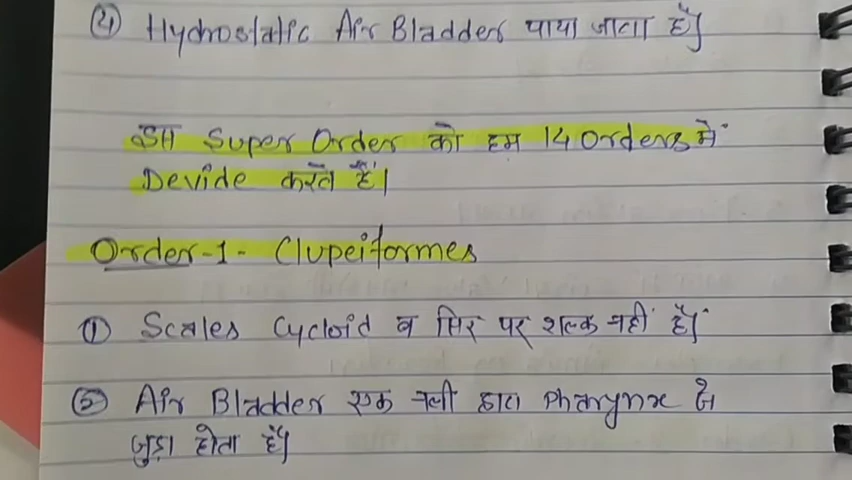 ④ Hydrostatic Air Bladder पाया जाता है।
इस Super Order को हम 14 Orders में
Devide करते हैं।
Order-1- Clupeiformes
① Scales Cycloid व सिर पर शल्क नहीं हैं।
② Air Bladder एक नली द्वारा Pharynx से
जुड़ा होता है।